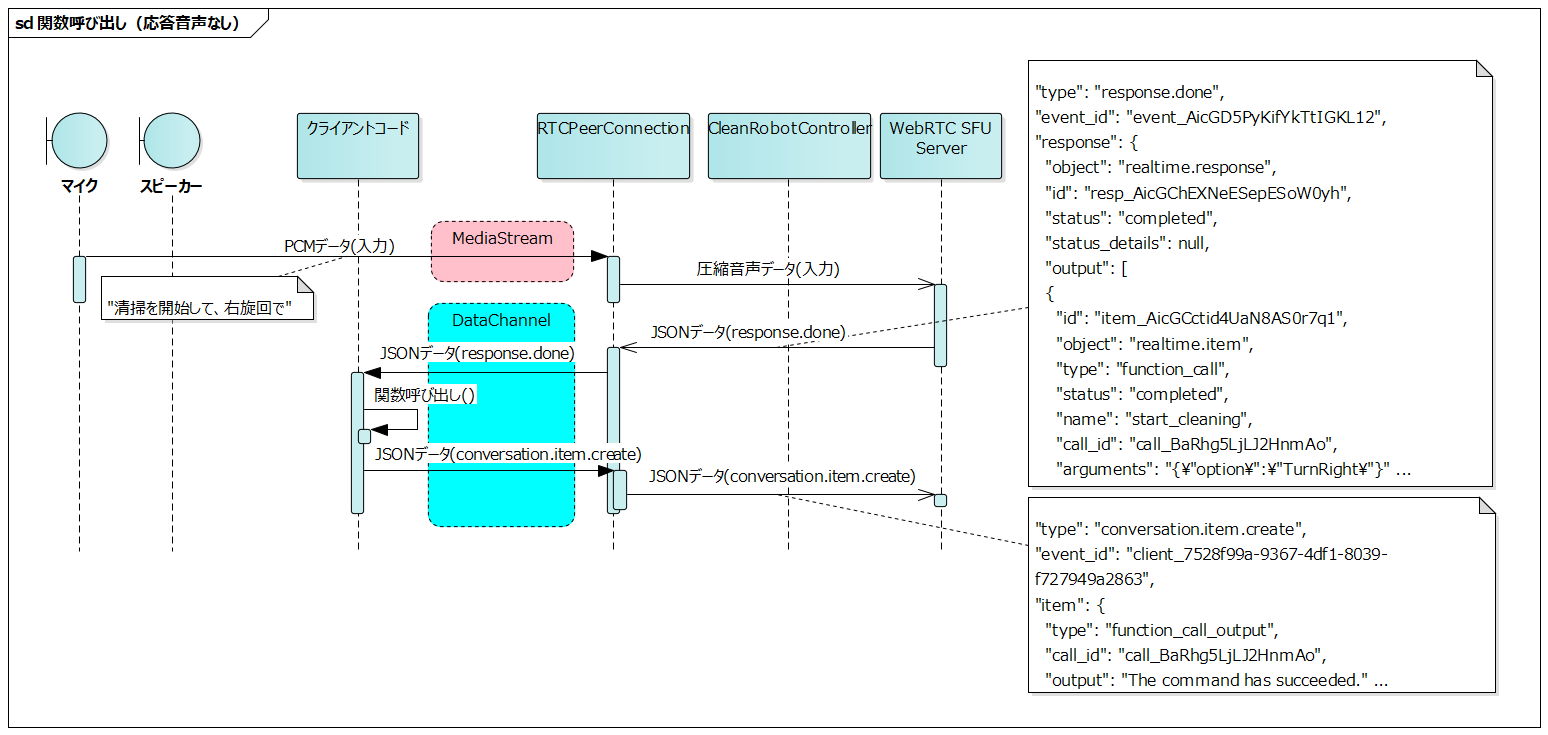 sd 関数呼び出し（応答音声なし）
マイク
スピーカー
クライアントコード
RTCPeerConnection
CleanRobotController
WebRTC SFU
Server
MediaStream
PCMデータ(入力)
"清掃を開始して、右旋回で"
圧縮音声データ(入力)
DataChannel
JSONデータ(response.done)
JSONデータ(response.done)
関数呼び出し()
JSONデータ(conversation.item.create)
JSONデータ(conversation.item.create)
"type": "response.done",
"event_id": "event_AicGD5PyKifYkTtIGKL12",
"response": {
"object": "realtime.response",
"id": "resp_AicGChEXNeESepESoW0yh",
"status": "completed",
"status_details": null,
"output": [
{
"id": "item_AicGCctid4UaN8AS0r7q1",
"object": "realtime.item",
"type": "function_call",
"status": "completed",
"name": "start_cleaning",
"call_id": "call_BaRhg5LjLJ2HnmAo",
"arguments": "{¥"option¥":¥"TurnRight¥"}" ...
"type": "conversation.item.create",
"event_id": "client_7528f99a-9367-4df1-8039-
f727949a2863",
"item": {
"type": "function_call_output",
"call_id": "call_BaRhg5LjLJ2HnmAo",
"output": "The command has succeeded." ...